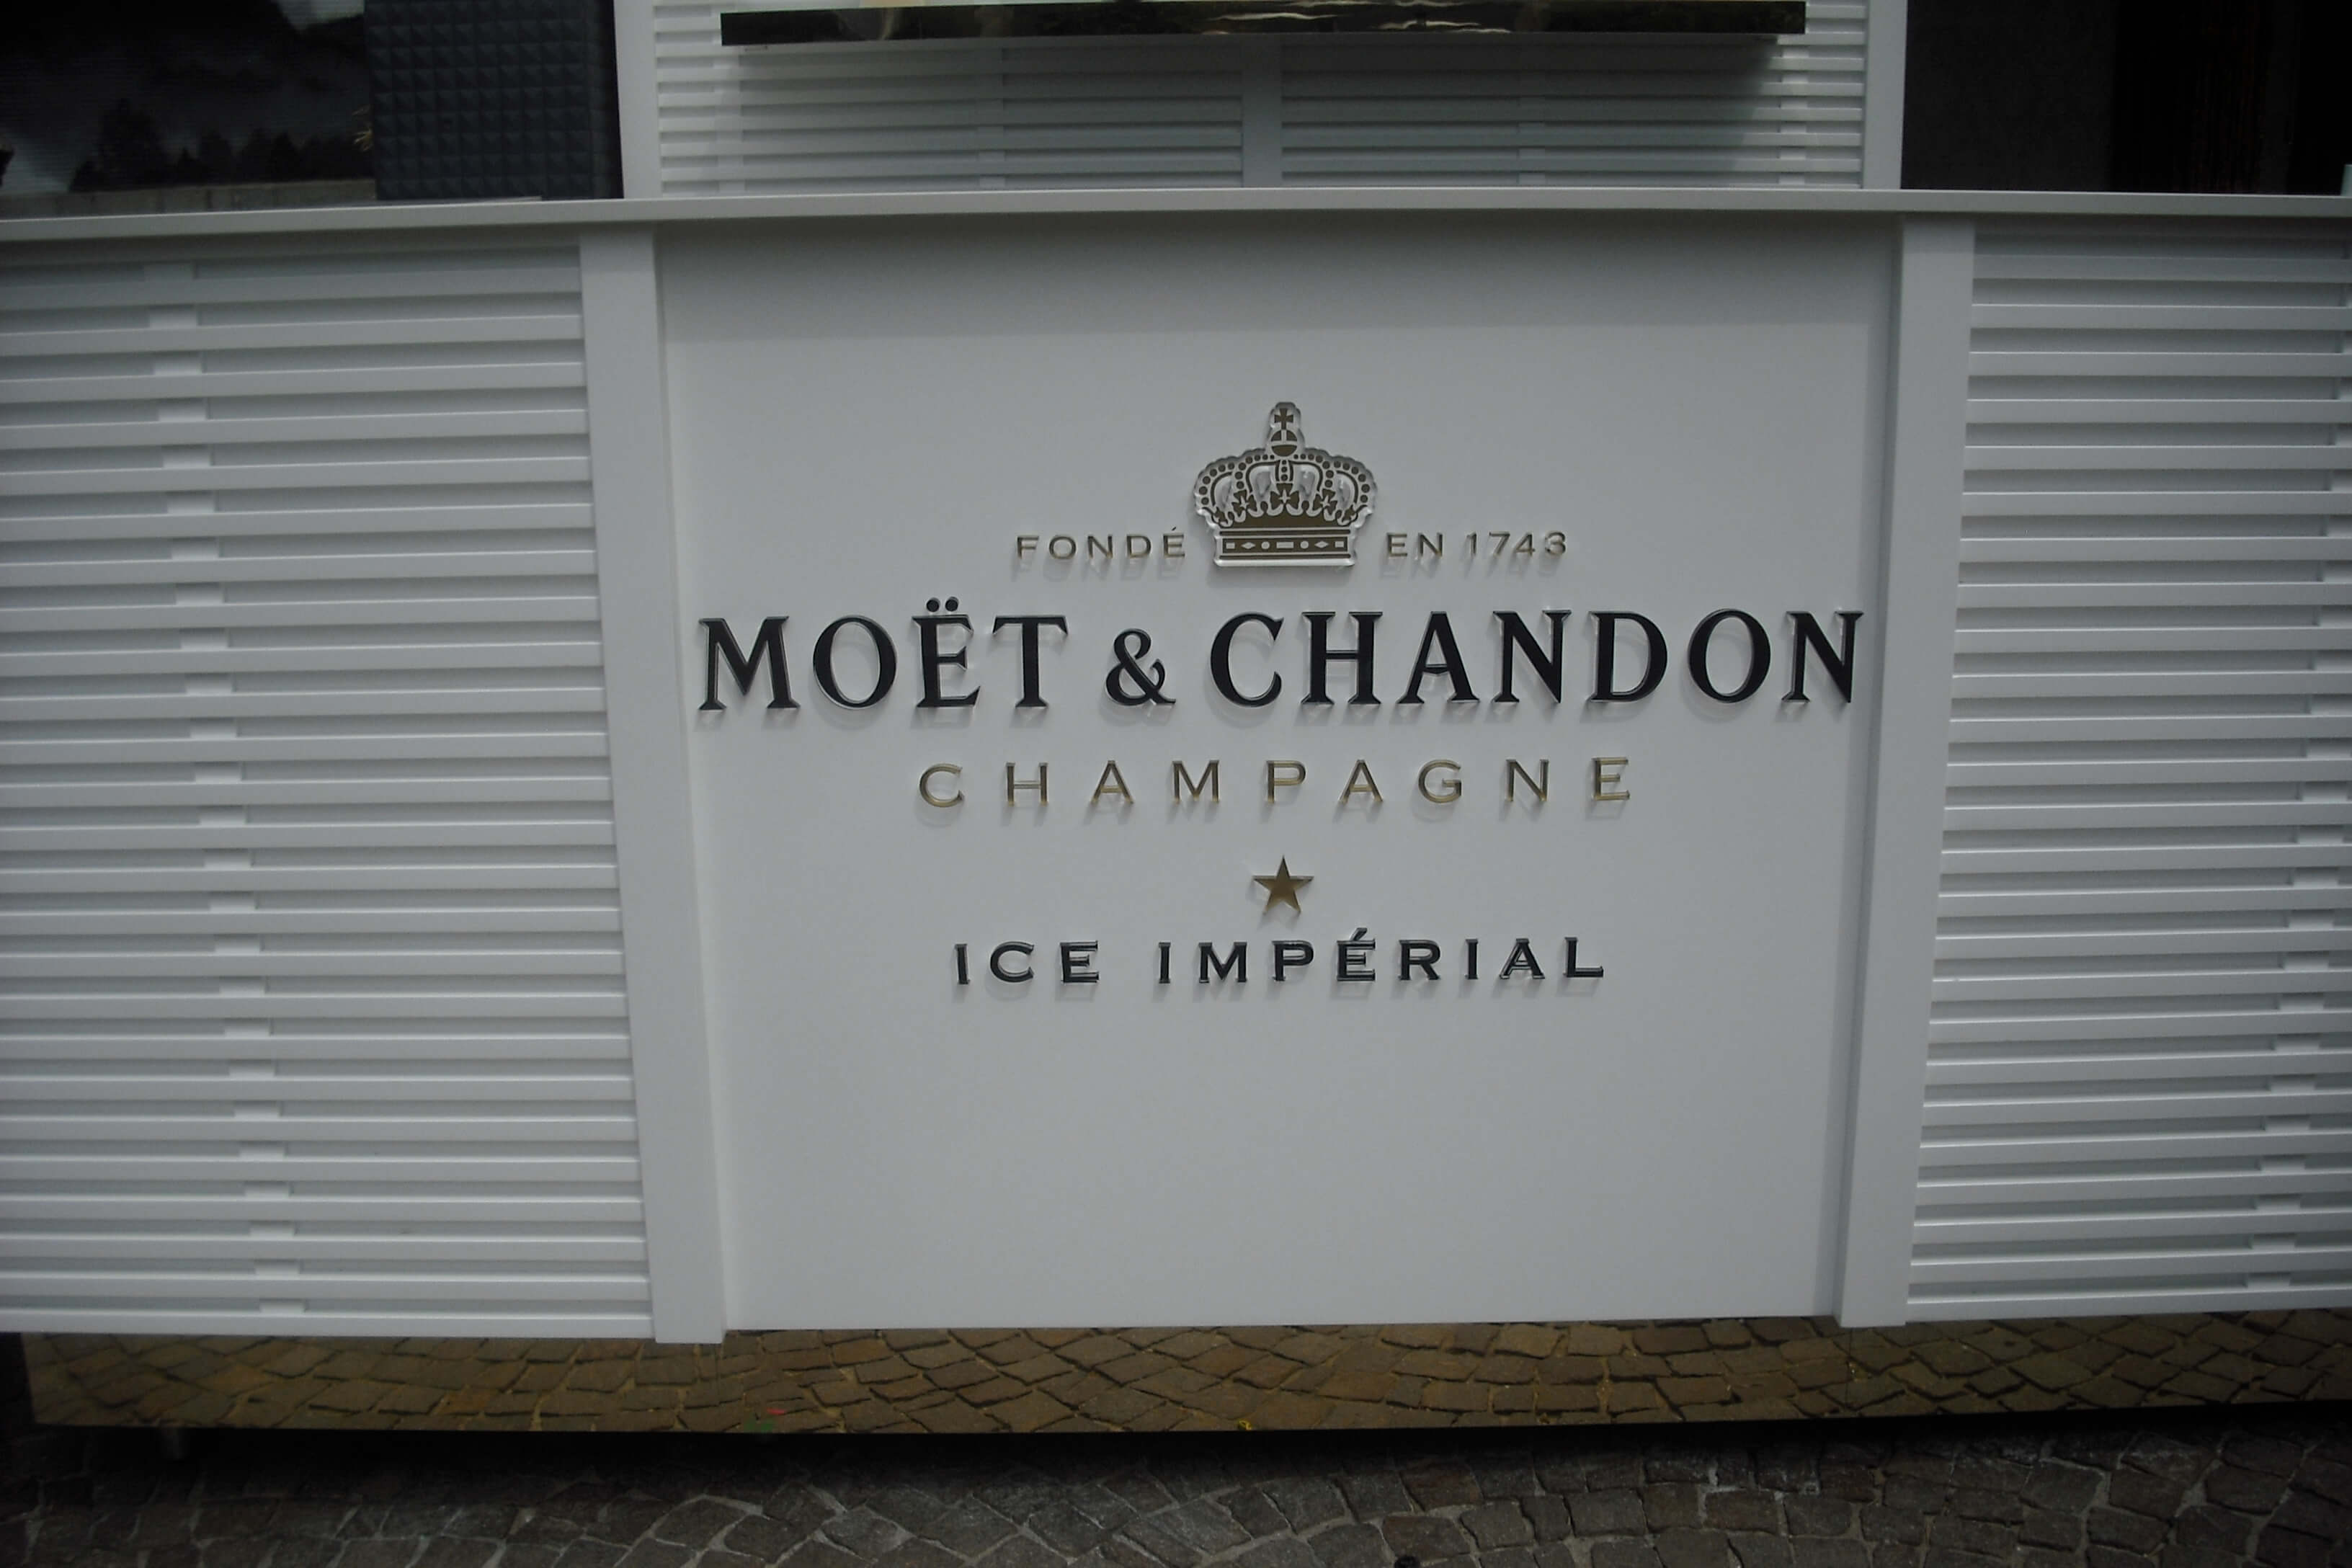 FONDÉ EN 1743
MOËT & CHANDON
CHAMPAGNE
ICE IMPÉRIAL